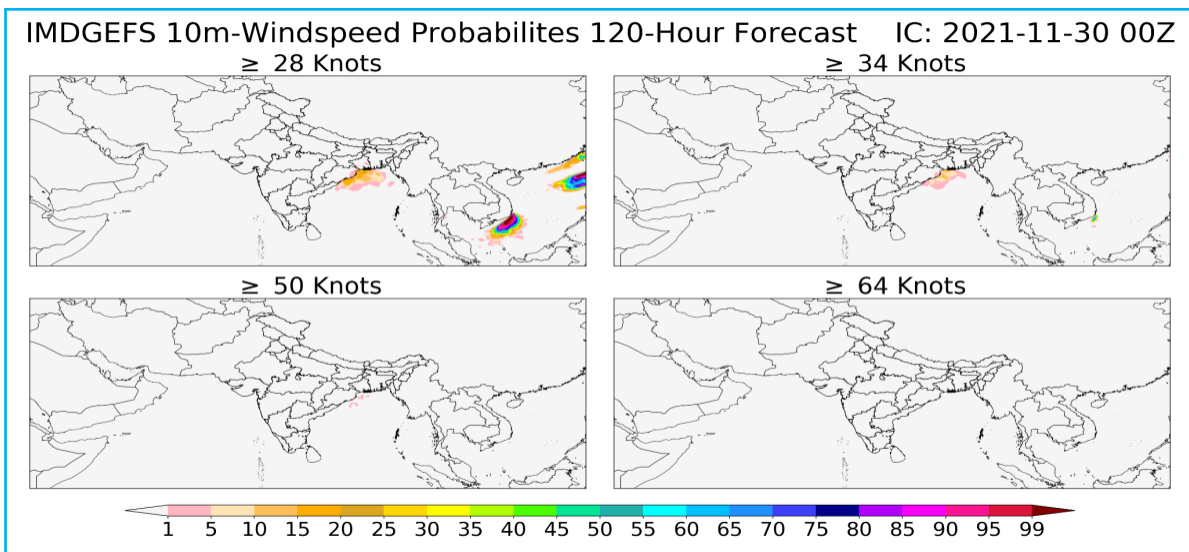 IMDGEFS 10m-Windspeed Probabilites 120-Hour Forecast IC: 2021-11-30 00Z
≥ 28 Knots
≥ 34 Knots
≥ 50 Knots
≥ 64 Knots
1 5 10 15 20 25 30 35 40 45 50 55 60 65 70 75 80 85 90 95 99